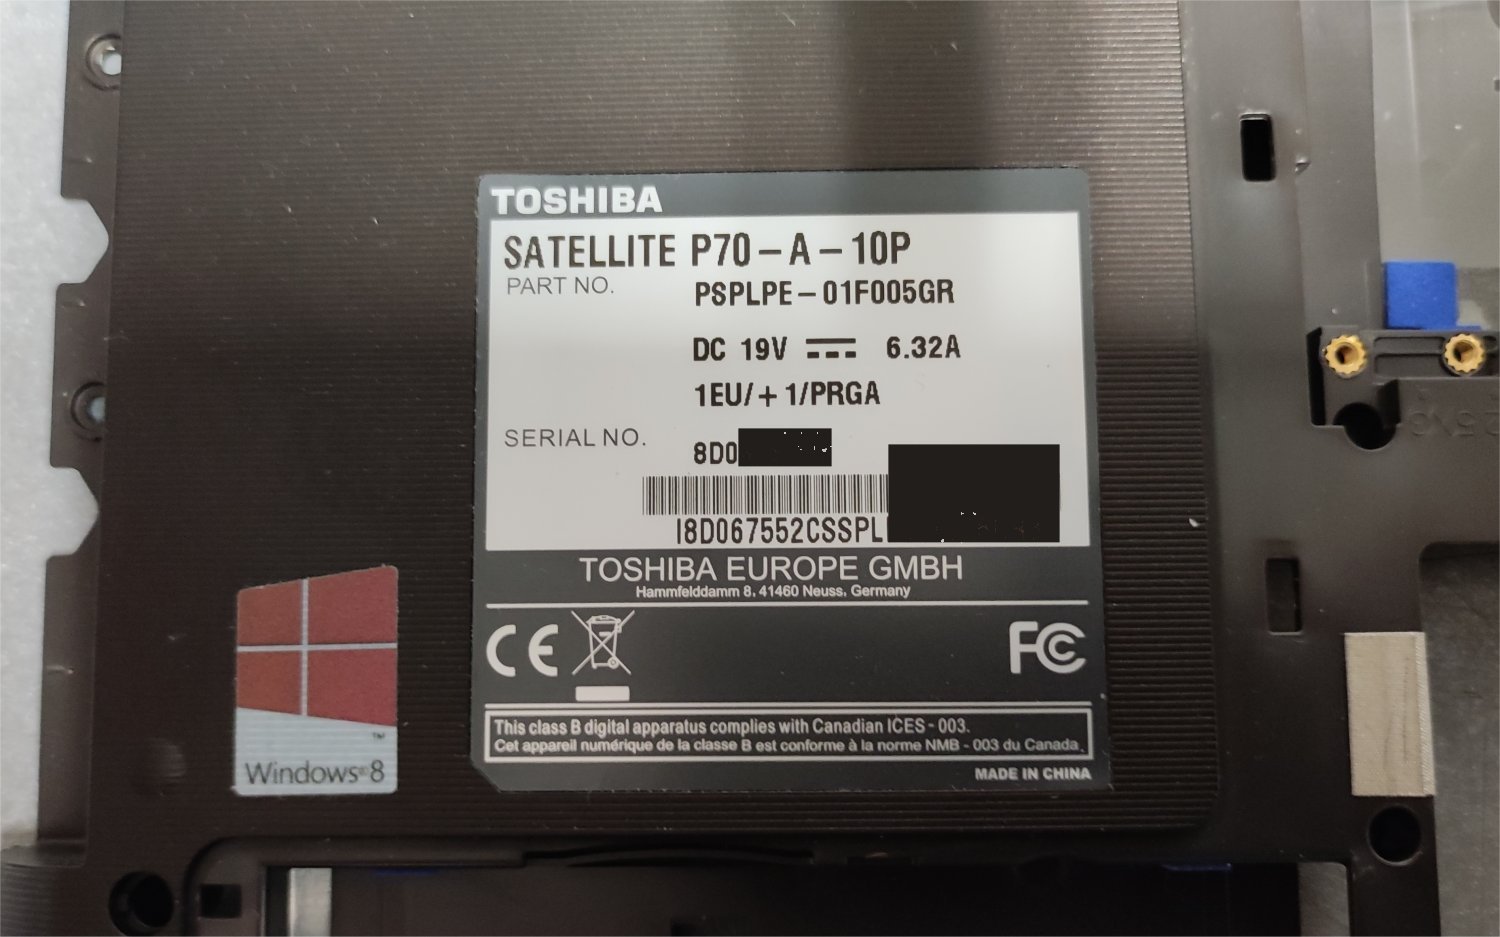 TOSHIBA
SATELLITE P70-A-10P
PART NO. PSPLPE-01F005GR
DC 19V 6.32A
1EU/+1/PRGA
SERIAL NO. 8D0
I8D067552CSSPL
TOSHIBA EUROPE GMBH
Hammfelddamm 8, 41460 Neuss, Germany
CE FC
This class B digital apparatus complies with Canadian ICES-003.
Cet appareil numérique de la classe B est conforme à la norme NMB-003 du Canada.
MADE IN CHINA
™
Windows®8